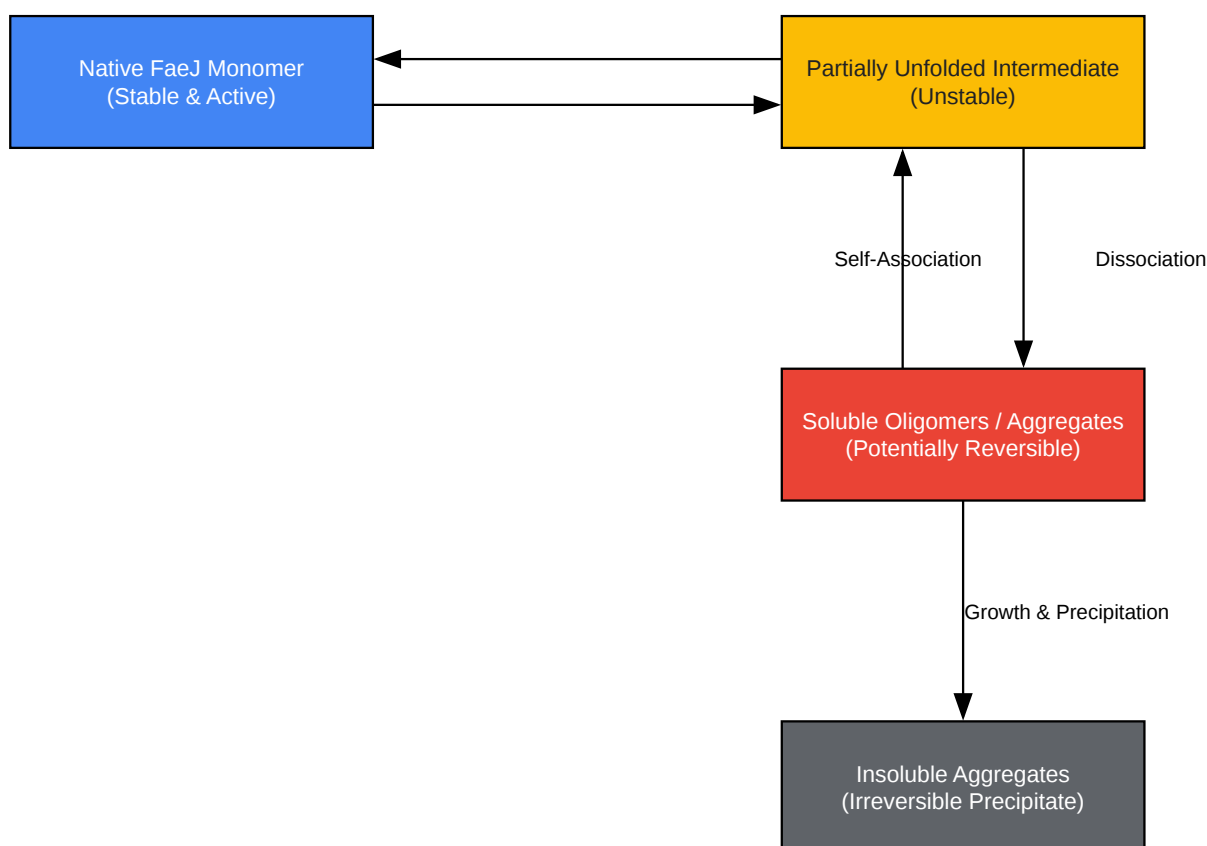 Native FaeJ Monomer
(Stable & Active)
Partially Unfolded Intermediate
(Unstable)
Self-Association
Dissociation
Soluble Oligomers / Aggregates
(Potentially Reversible)
Growth & Precipitation
Insoluble Aggregates
(Irreversible Precipitate)